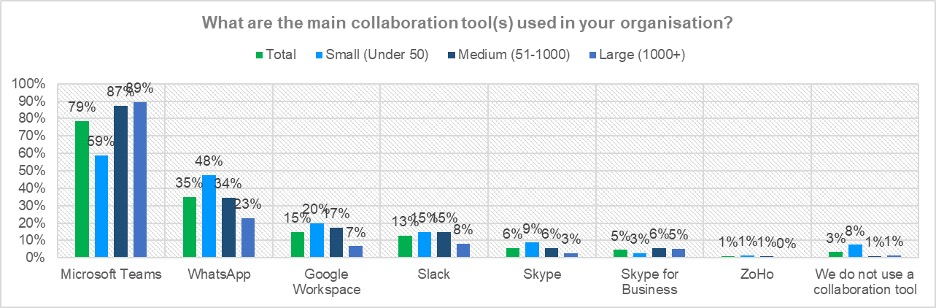 What are the main collaboration tool(s) used in your organisation?
Total Small (Under 50) Medium (51-1000) Large (1000+)
100%
90%
80%
70%
60%
50%
40%
30%
20%
10%
0%
79% 59% 87% 89%
35% 48% 34% 23%
15% 20% 17% 7%
13% 15% 15% 8%
6% 9% 6% 3%
5% 3% 6% 5%
1% 1% 1% 0%
3% 8% 1% 1%
Microsoft Teams
WhatsApp
Google
Workspace
Slack
Skype
Skype for
Business
ZoHo
We do not use a
collaboration tool